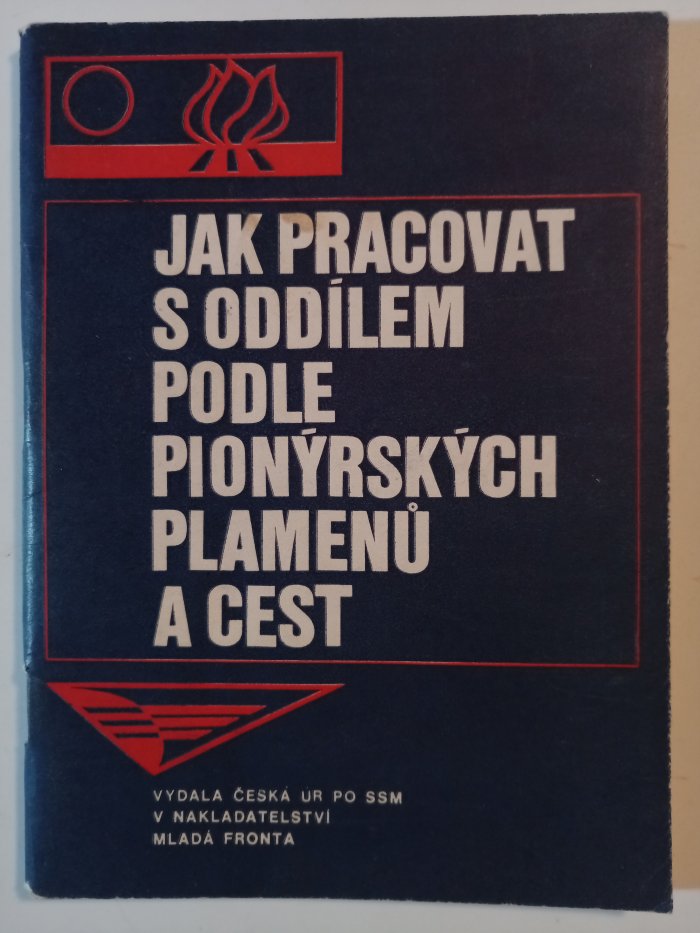 JAK PRACOVAT
S ODDÍLEM
PODLE
PIONÝRSKÝCH
PLAMENŮ
A CEST
VYDALA ČESKÁ ÚR PO SSM
V NAKLADATELSTVÍ
MLADÁ FRONTA